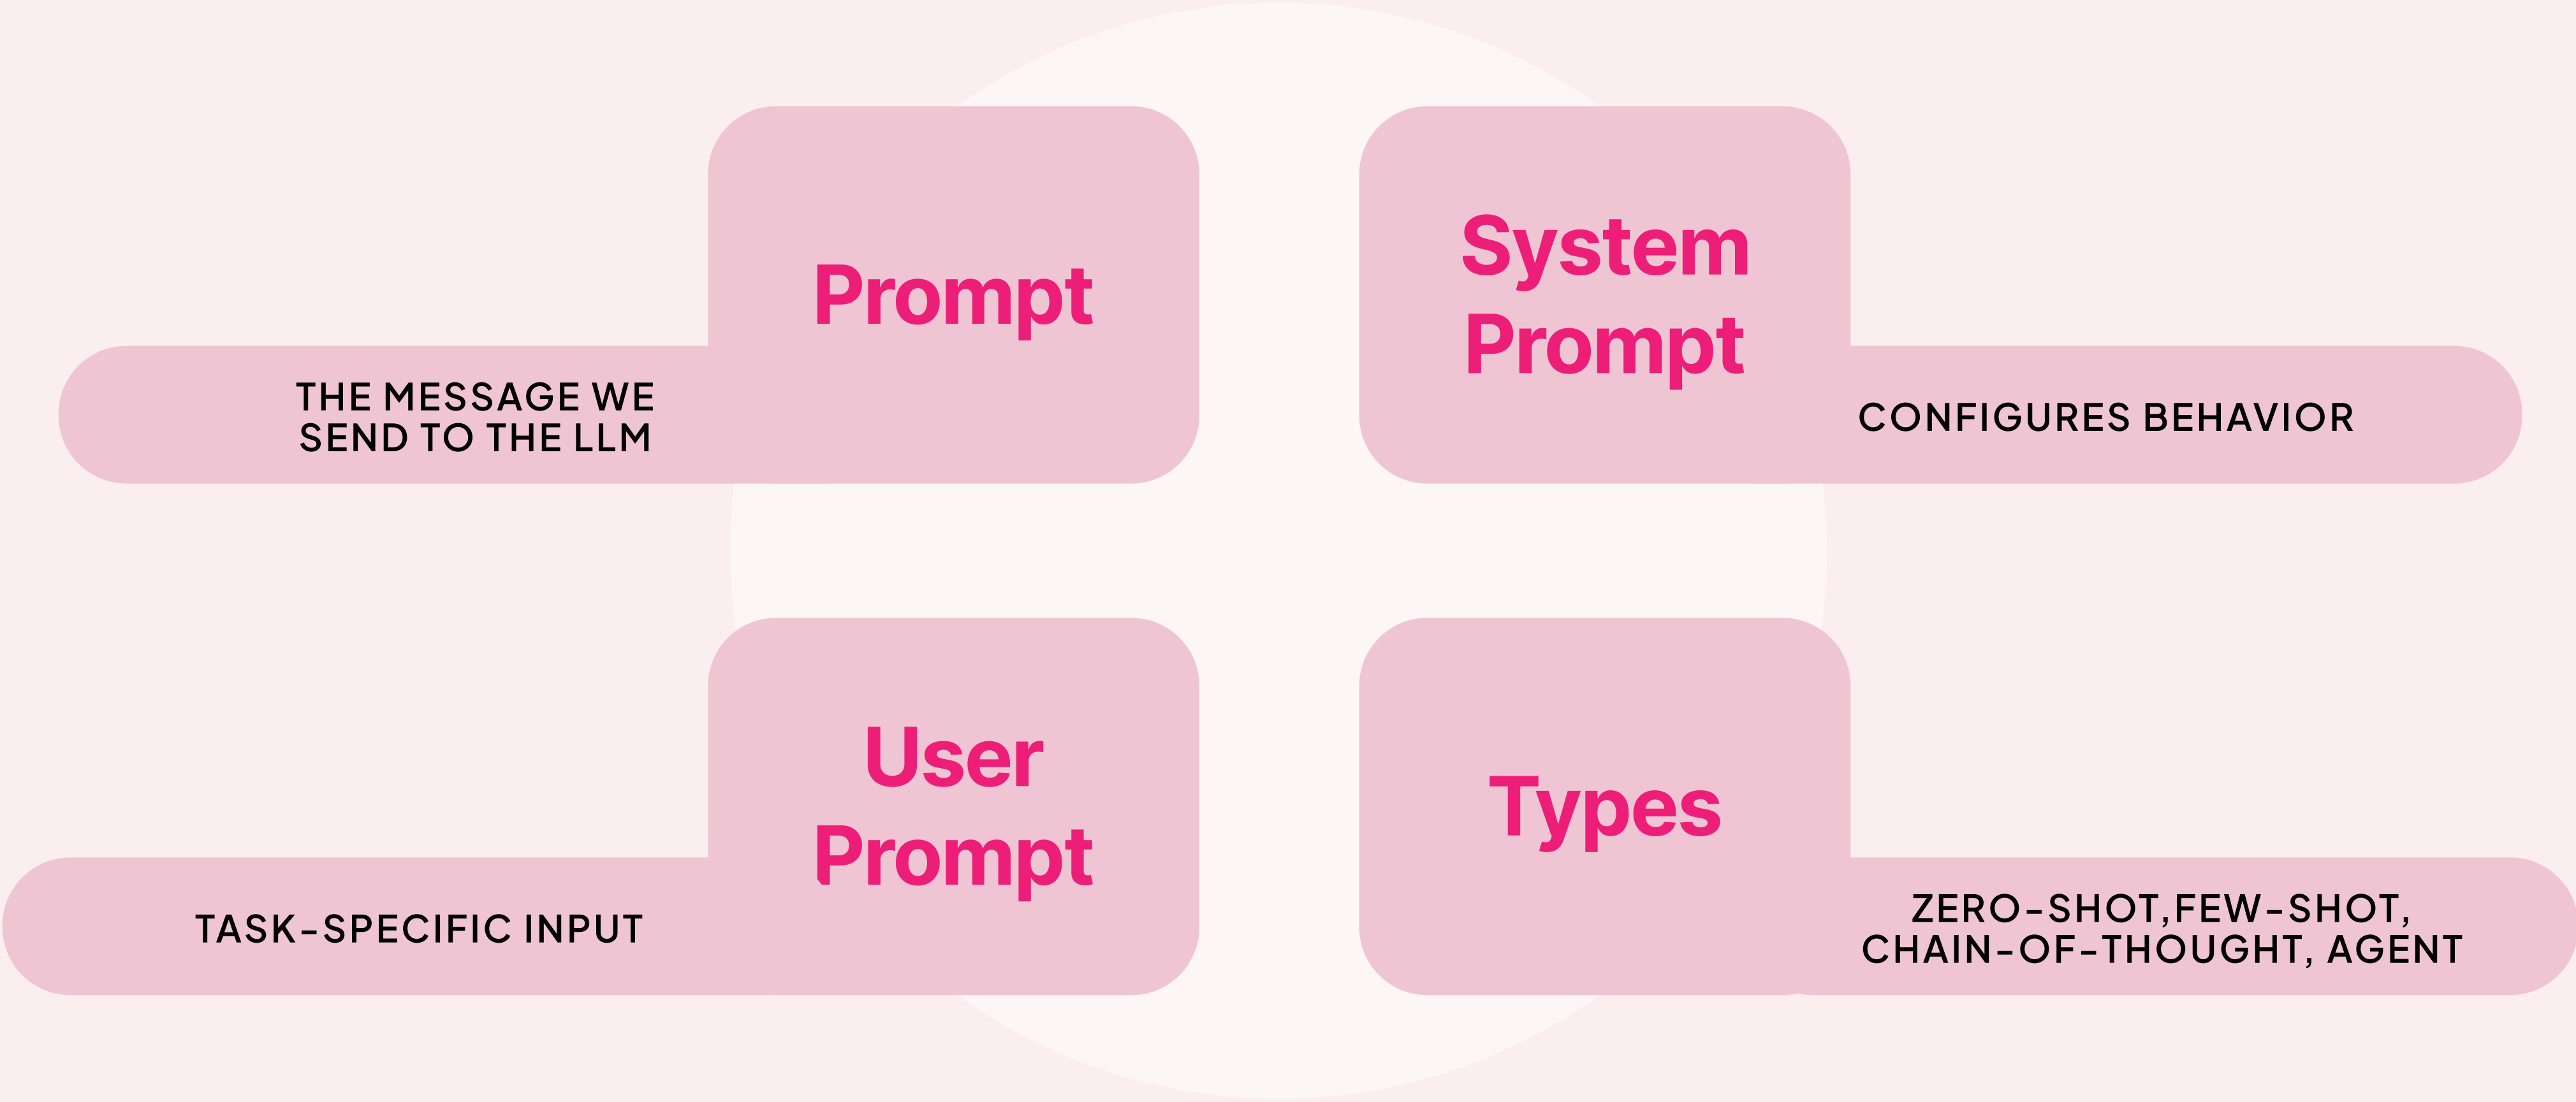 Prompt
THE MESSAGE WE
SEND TO THE LLM
System
Prompt
CONFIGURES BEHAVIOR
User
Prompt
TASK-SPECIFIC INPUT
Types
ZERO-SHOT,FEW-SHOT,
CHAIN-OF-THOUGHT, AGENT